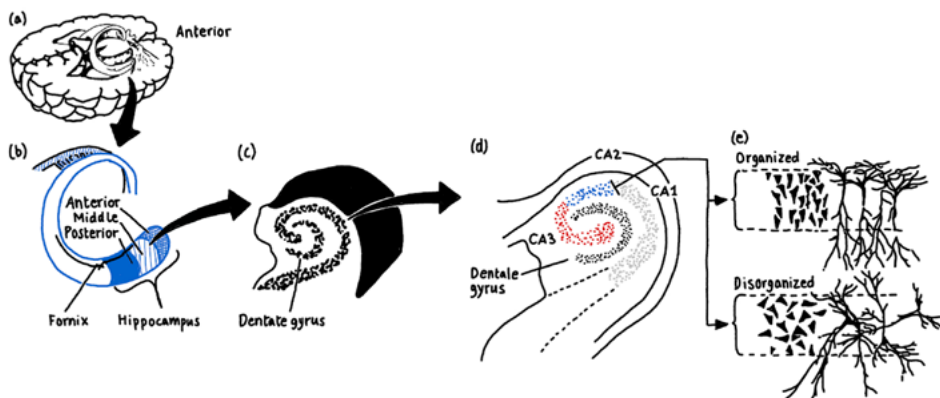 (a)
Anterior
(b)
Anterior
Middle
Posterior
Fornix
Hippocampus
(c)
Dentate gyrus
(d)
CA2
CA1
CA3
Dentale
gyrus
(e)
Organized
Disorganized